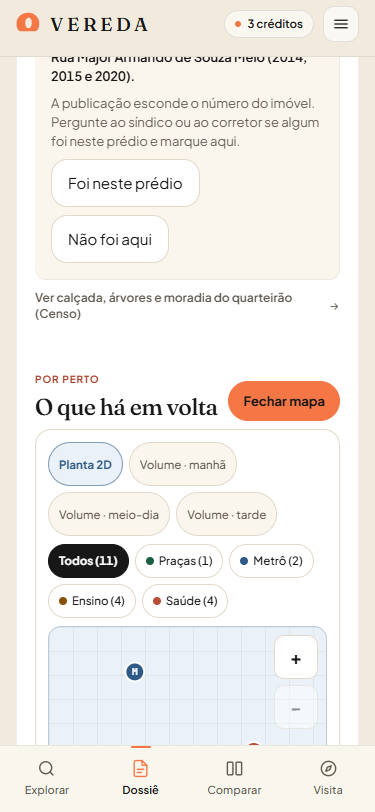 VEREDA
3 créditos
Rua Major Armando de Souza Melo (2014,
2015 e 2020).
A publicação esconde o número do imóvel.
Pergunte ao síndico ou ao corretor se algum
foi neste prédio e marque aqui.
Foi neste prédio
Não foi aqui
Ver calçada, árvores e moradia do quarteirão
(Censo)
POR PERTO
O que há em volta
Fechar mapa
Planta 2D
Volume · manhã
Volume · meio-dia
Volume · tarde
Todos (11)
Praças (1)
Metrô (2)
Ensino (4)
Saúde (4)
M
+
−
Explorar
Dossiê
Comparar
Visita